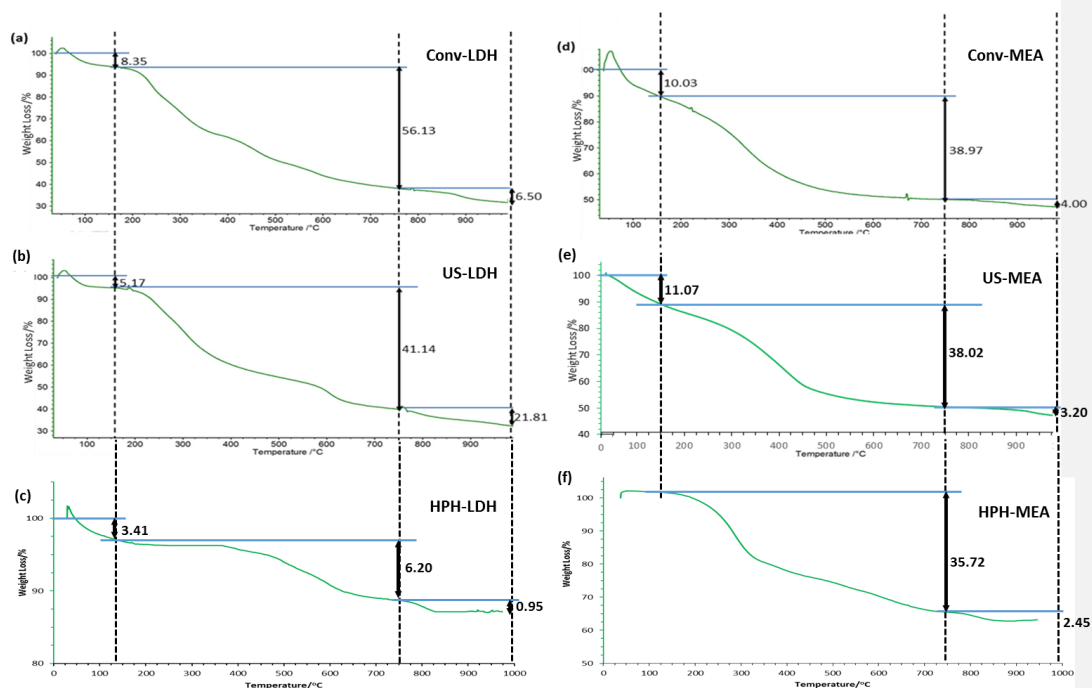 (a)
Conv-LDH
Weight Loss/%
100
90
80
70
60
50
40
30
8.35
56.13
6.50
100 200 300 400 500 600 700 800 900
Temperature /°C
(d)
Conv-MEA
Weight Loss/%
00
90
80
70
60
50
10.03
38.97
4.00
100 200 300 400 500 600 700 800 900
Temperature /°C
(b)
US-LDH
Weight Loss/%
100
90
80
70
60
50
40
30
5.17
41.14
21.81
100 200 300 400 500 600 700 800 900
Temperature /°C
(e)
US-MEA
Weight Loss/%
100
90
80
70
60
50
40
11.07
38.02
3.20
0 100 200 300 400 500 600 700 800 900
Temperature /°C
(c)
HPH-LDH
Weight Loss/%
100
90
80
3.41
6.20
0.95
0 100 200 300 400 500 600 700 800 900 1000
Temperature/°C
(f)
HPH-MEA
Weight Loss/%
100
90
80
70
60
50
35.72
2.45
0 100 200 300 400 500 600 700 800 900 1000
Temperature/°C